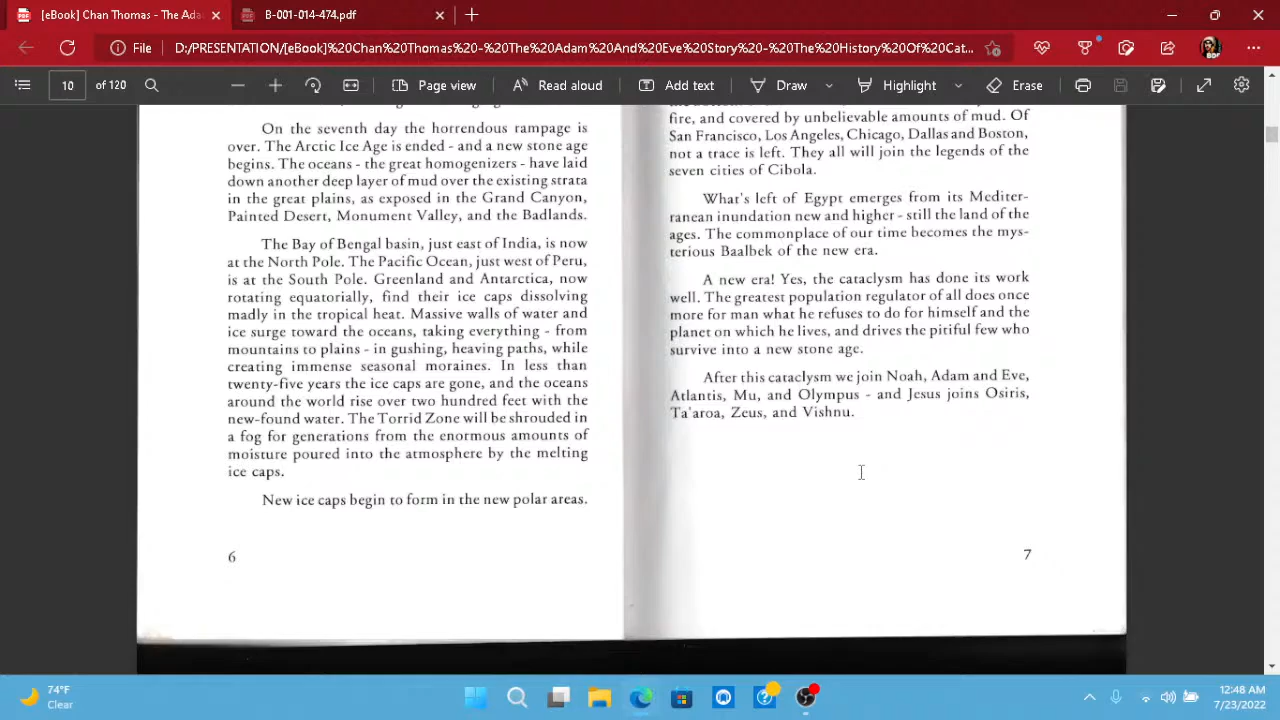 [eBook] Chan Thomas - The Ada
B-001-014-474.pdf
File
D:/PRESENTATION/[eBook]%20Chan%20Thomas%20-%20The%20Adam%20And%20Eve%20Story%20-%20The%20History%20Of%20Cat...
10
of 120
Page view
Read aloud
Add text
Draw
Highlight
Erase
On the seventh day the horrendous rampage is
over. The Arctic Ice Age is ended - and a new stone age
begins. The oceans - the great homogenizers - have laid
down another deep layer of mud over the existing strata
in the great plains, as exposed in the Grand Canyon,
Painted Desert, Monument Valley, and the Badlands.
The Bay of Bengal basin, just east of India, is now
at the North Pole. The Pacific Ocean, just west of Peru,
is at the South Pole. Greenland and Antarctica, now
rotating equatorially, find their ice caps dissolving
madly in the tropical heat. Massive walls of water and
ice surge toward the oceans, taking everything - from
mountains to plains - in gushing, heaving paths, while
creating immense seasonal moraines. In less than
twenty-five years the ice caps are gone, and the oceans
around the world rise over two hundred feet with the
new-found water. The Torrid Zone will be shrouded in
a fog for generations from the enormous amounts of
moisture poured into the atmosphere by the melting
ice caps.
New ice caps begin to form in the new polar areas.
6
fire, and covered by unbelievable amounts of mud. Of
San Francisco, Los Angeles, Chicago, Dallas and Boston,
not a trace is left. They all will join the legends of the
seven cities of Cibola.
What's left of Egypt emerges from its Mediter-
ranean inundation new and higher - still the land of the
ages. The commonplace of our time becomes the mys-
terious Baalbek of the new era.
A new era! Yes, the cataclysm has done its work
well. The greatest population regulator of all does once
more for man what he refuses to do for himself and the
planet on which he lives, and drives the pitiful few who
survive into a new stone age.
After this cataclysm we join Noah, Adam and Eve,
Atlantis, Mu, and Olympus - and Jesus joins Osiris,
Ta'aroa, Zeus, and Vishnu.
7
74°F
Clear
12:48 AM
7/23/2022